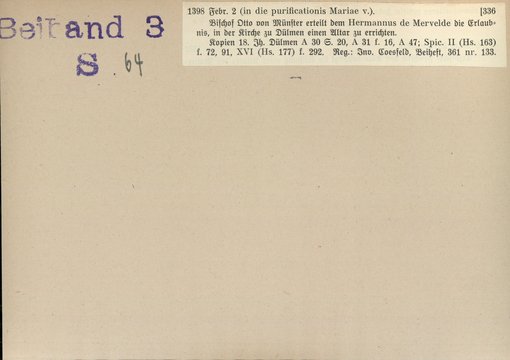 Beiband 3
S. 64
1398 Febr. 2 (in die purificationis Mariae v.). [336
Bischof Otto von Münster erteilt dem Hermannus de Mervelde die Erlaub-
nis, in der Kirche zu Dülmen einen Altar zu errichten.
Kopien 18. Jh. Dülmen A 30 S. 20, A 31 f. 16, A 47; Spic. II (Hs. 163)
f. 72, 91, XVI (Hs. 177) f. 292. Reg.: Inv. Coesfeld, Beiheft, 361 nr. 133.